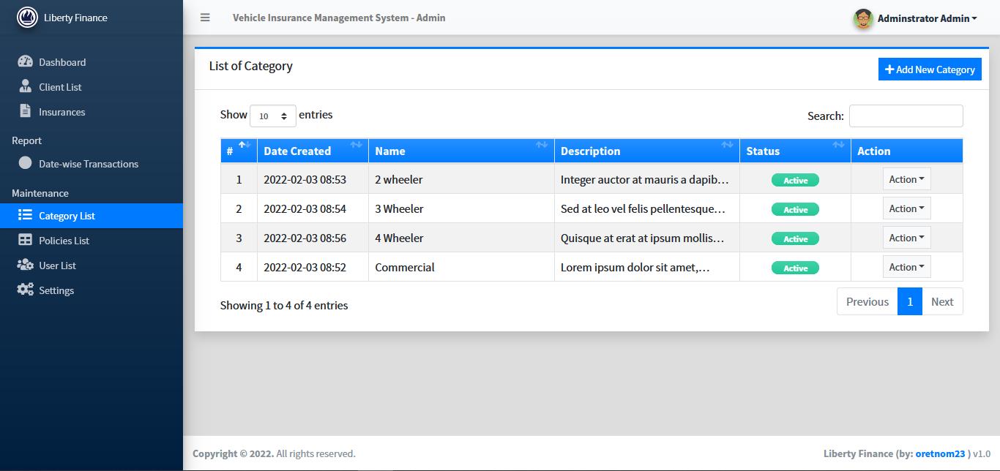 Liberty Finance
Vehicle Insurance Management System - Admin
Adminstrator Admin
Dashboard
Client List
Insurances
Report
Date-wise Transactions
Maintenance
Category List
Policies List
User List
Settings
List of Category
Add New Category
Show 10 entries
Search:
# Date Created Name Description Status Action
1 2022-02-03 08:53 2 wheeler Integer auctor at mauris a dapib… Active Action
2 2022-02-03 08:54 3 Wheeler Sed at leo vel felis pellentesque… Active Action
3 2022-02-03 08:56 4 Wheeler Quisque at erat at ipsum mollis… Active Action
4 2022-02-03 08:52 Commercial Lorem ipsum dolor sit amet,… Active Action
Showing 1 to 4 of 4 entries
Previous 1 Next
Copyright © 2022. All rights reserved.
Liberty Finance (by: oretnom23 ) v1.0